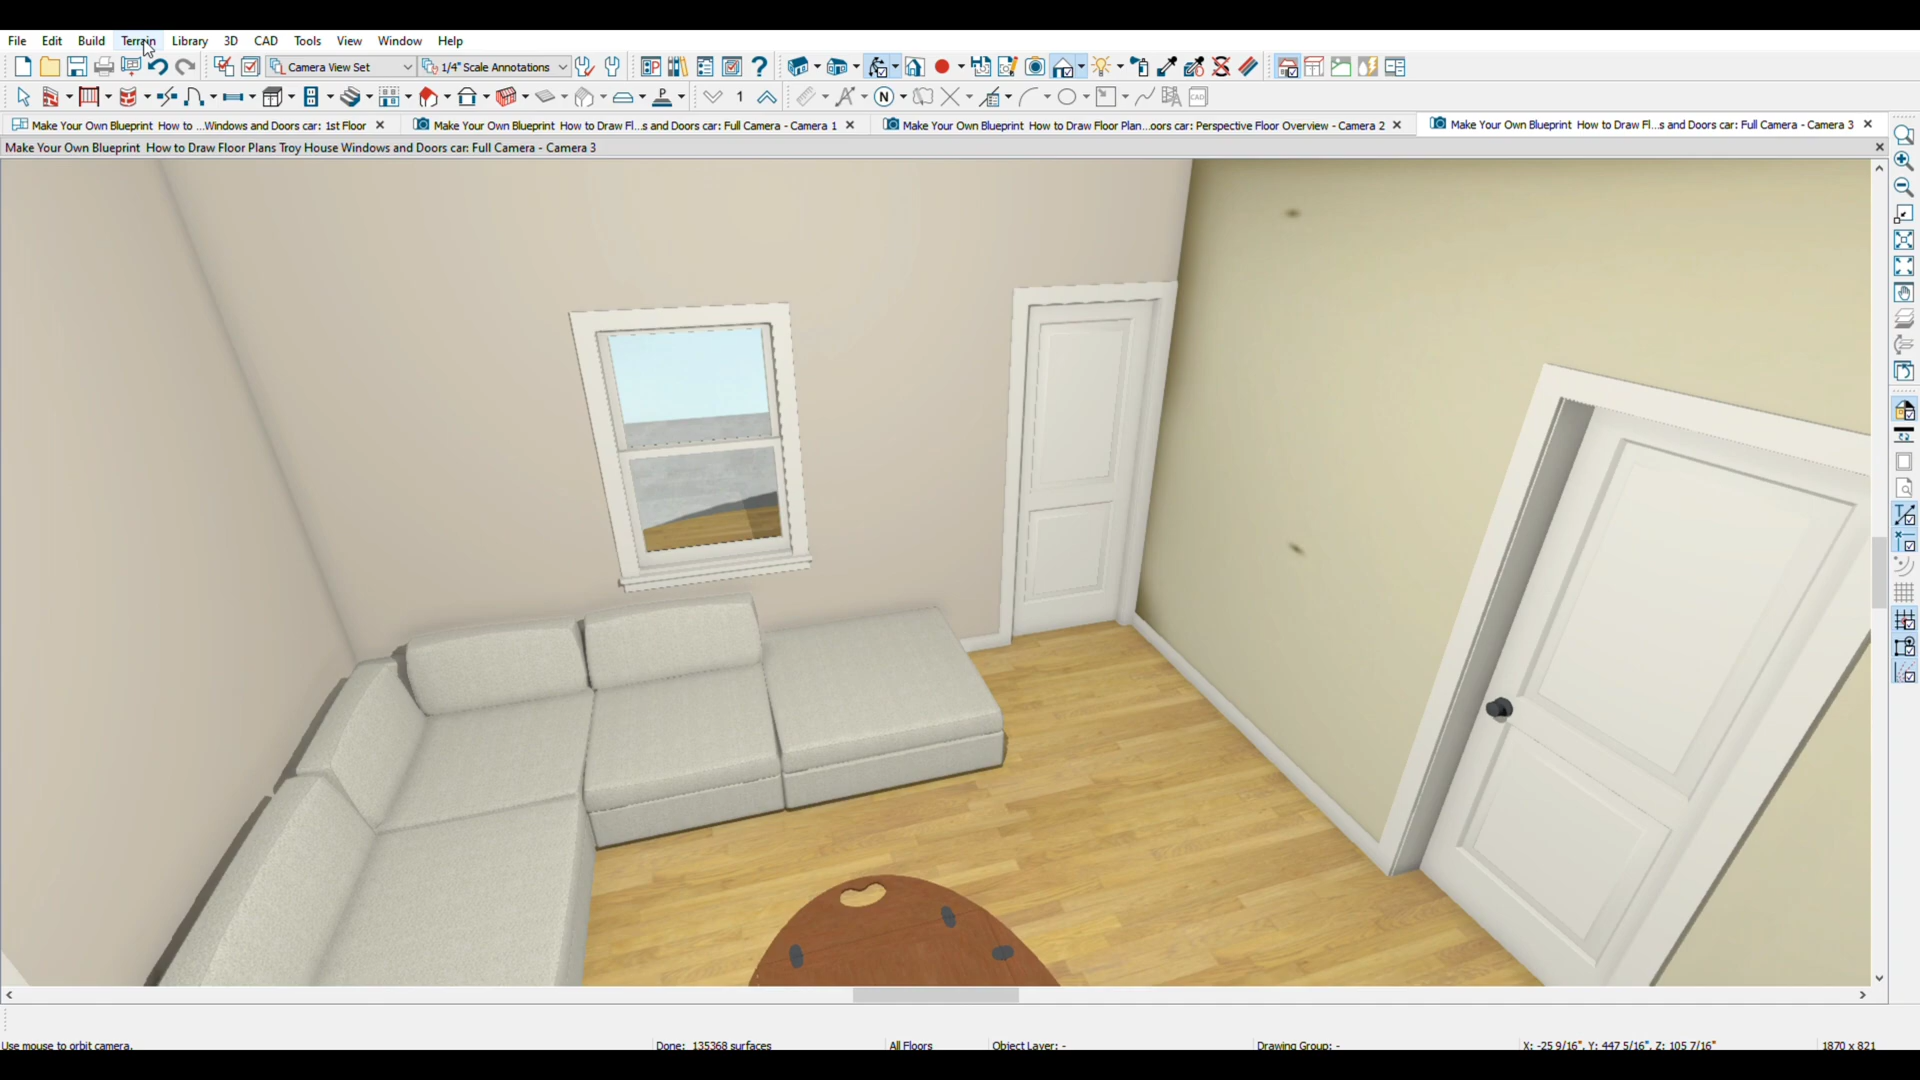 File Edit Build Terrain Library 3D CAD Tools View Window Help
Camera View Set 1/4" Scale Annotations
1 N P CAD
Make Your Own Blueprint How to ...Windows and Doors car: 1st Floor
Make Your Own Blueprint How to Draw Fl...s and Doors car: Full Camera - Camera 1
Make Your Own Blueprint How to Draw Floor Plan...oors car: Perspective Floor Overview - Camera 2
Make Your Own Blueprint How to Draw Fl...s and Doors car: Full Camera - Camera 3
Make Your Own Blueprint How to Draw Floor Plans Troy House Windows and Doors car: Full Camera - Camera 3
Use mouse to orbit camera. Done: 135368 surfaces All Floors Object Layer: - Drawing Group: - X: -25 9/16", Y: 447 5/16", Z: 105 7/16" 1870 x 821